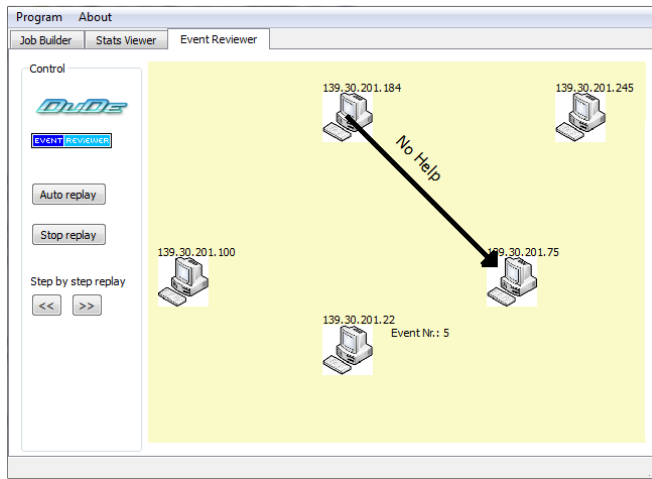 Program About
Job Builder Stats Viewer Event Reviewer
Control
DuDe
EVENT REVIEWER
Auto replay
Stop replay
Step by step replay
<< >>
139.30.201.184
139.30.201.245
No Help
139.30.201.100
139.30.201.75
139.30.201.22
Event Nr.: 5